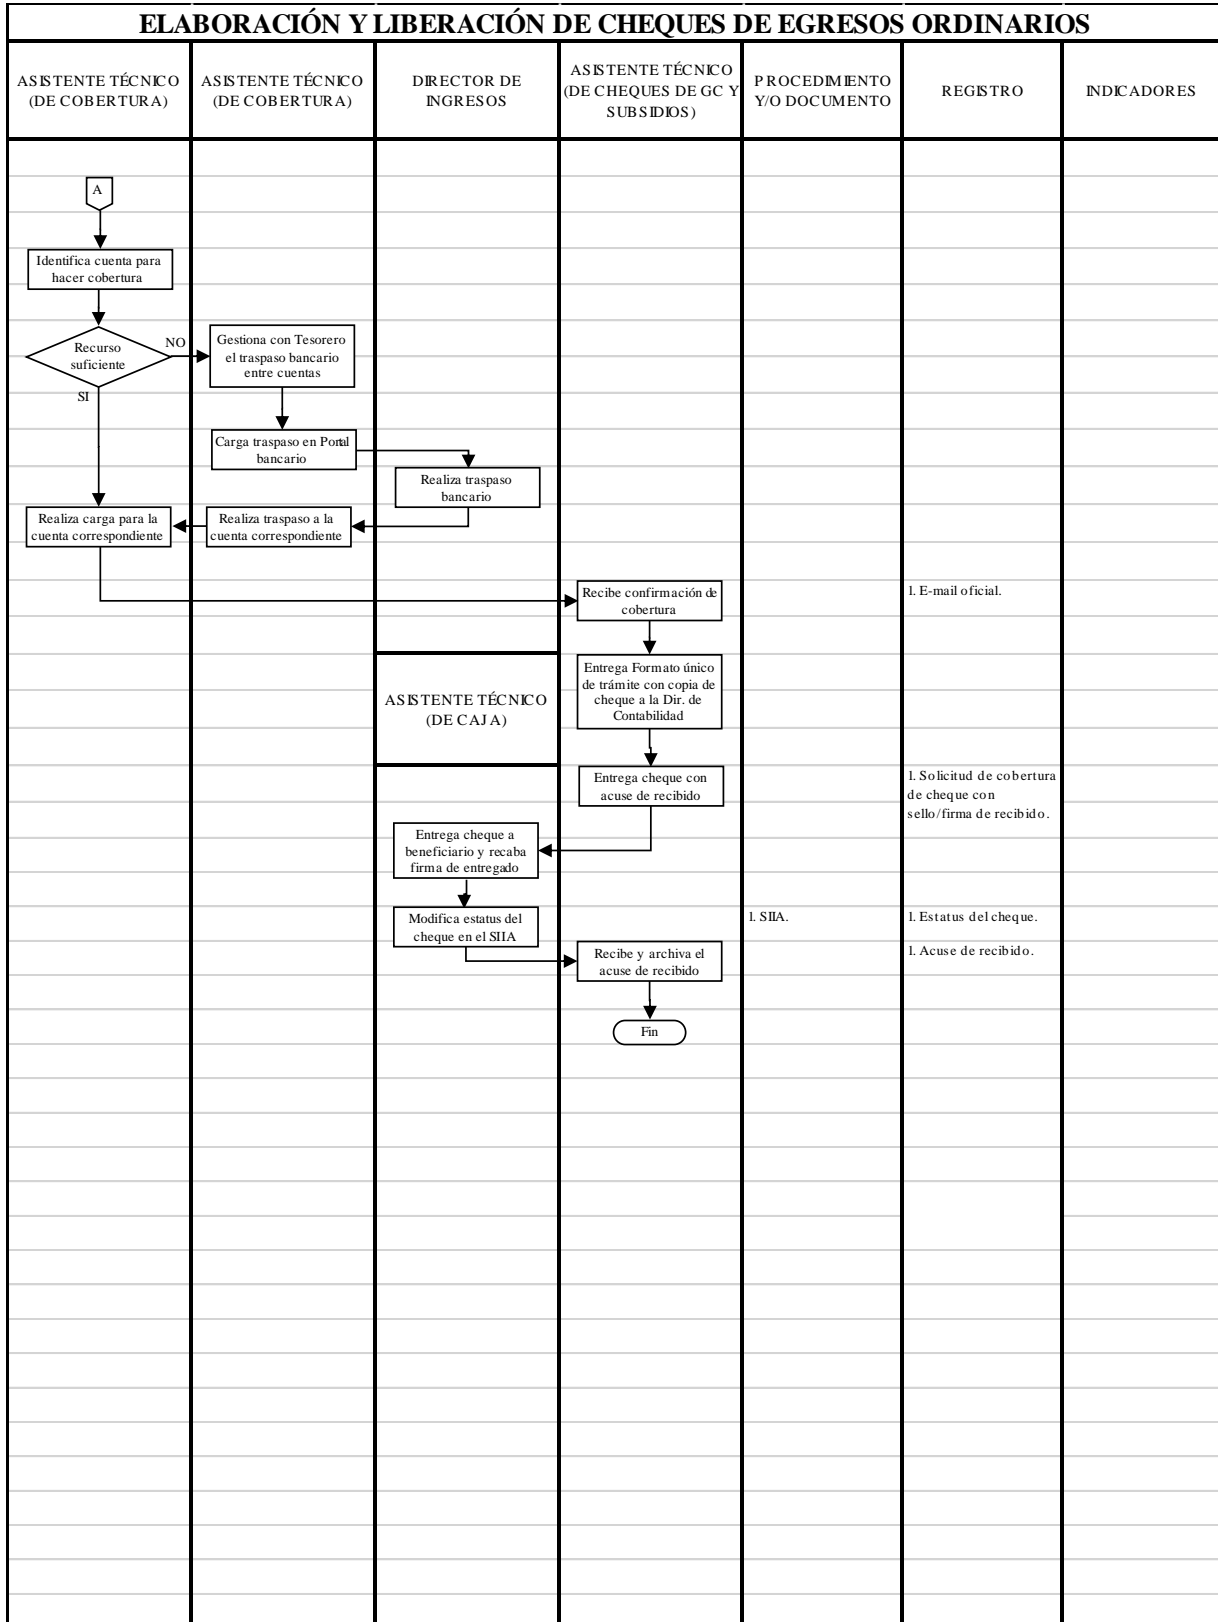 ELABORACIÓN Y LIBERACIÓN DE CHEQUES DE EGRESOS ORDINARIOS
ASISTENTE TÉCNICO
(DE COBERTURA)
ASISTENTE TÉCNICO
(DE COBERTURA)
DIRECTOR DE
INGRESOS
ASISTENTE TÉCNICO
(DE CHEQUES DE GC Y
SUBSIDIOS)
PROCEDIMIENTO
Y/O DOCUMENTO
REGISTRO
INDICADORES
A
Identifica cuenta para
hacer cobertura
Recurso
suficiente
NO
SI
Gestiona con Tesorero
el traspaso bancario
entre cuentas
Carga traspaso en Portal
bancario
Realiza traspaso
bancario
Realiza carga para la
cuenta correspondiente
Realiza traspaso a la
cuenta correspondiente
Recibe confirmación de
cobertura
1. E-mail oficial.
ASISTENTE TÉCNICO
(DE CAJA)
Entrega Formato único
de trámite con copia de
cheque a la Dir. de
Contabilidad
Entrega cheque con
acuse de recibido
1. Solicitud de cobertura
de cheque con
sello/firma de recibido.
Entrega cheque a
beneficiario y recaba
firma de entregado
Modifica estatus del
cheque en el SIIA
1. SIIA.
1. Estatus del cheque.
Recibe y archiva el
acuse de recibido
1. Acuse de recibido.
Fin